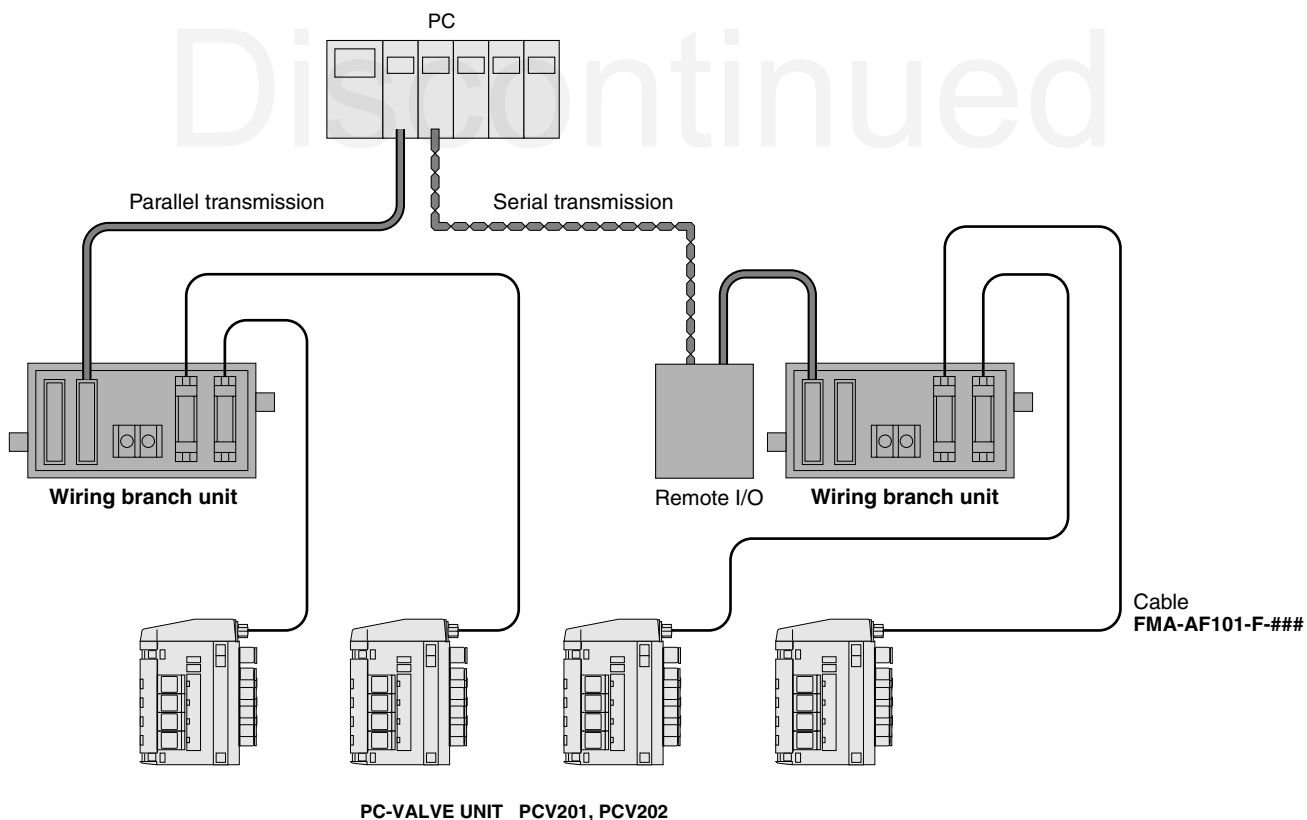 Discontinued
PC
Parallel transmission
Serial transmission
Wiring branch unit
Remote I/O
Wiring branch unit
Cable
FMA-AF101-F-###
PC-VALVE UNIT PCV201, PCV202